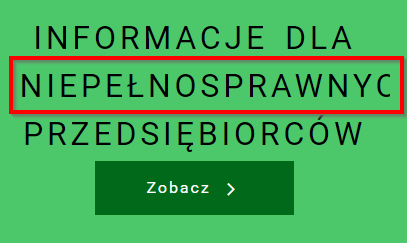 INFORMACJE DLA
NIEPEŁNOSPRAWNYC
PRZEDSIĘBIORCÓW
Zobacz